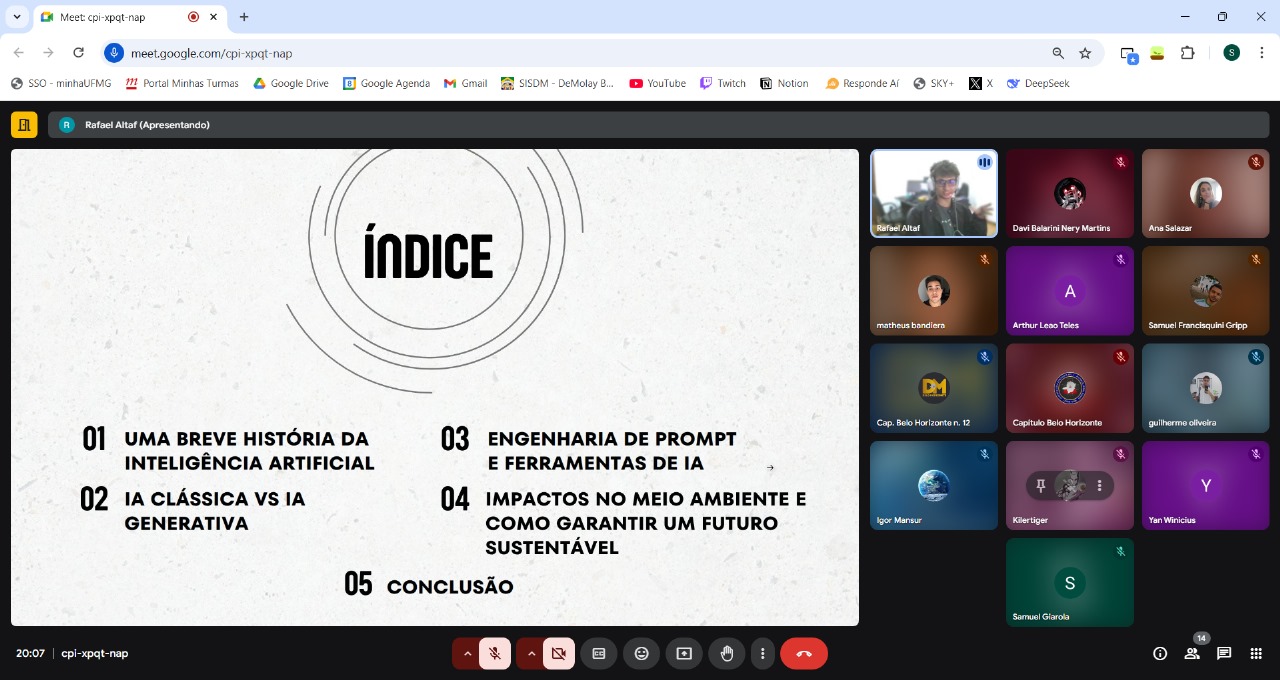 Meet: cpi-xpqt-nap
meet.google.com/cpi-xpqt-nap
S
SSO - minhaUFMG
Portal Minhas Turmas
Google Drive
Google Agenda
Gmail
SISDM - DeMolay B...
YouTube
Twitch
Notion
Responde Aí
SKY+
X
DeepSeek
R
Rafael Altaf (Apresentando)
ÍNDICE
01 UMA BREVE HISTÓRIA DA
INTELIGÊNCIA ARTIFICIAL
02 IA CLÁSSICA VS IA
GENERATIVA
03 ENGENHARIA DE PROMPT
E FERRAMENTAS DE IA
04 IMPACTOS NO MEIO AMBIENTE E
COMO GARANTIR UM FUTURO
SUSTENTÁVEL
05 CONCLUSÃO
Rafael Altaf
Davi Balarini Nery Martins
Ana Salazar
matheus bandiera
A
Arthur Leao Teles
Samuel Francisquini Gripp
DM
Cap. Belo Horizonte n. 12
Capitulo Belo Horizonte
guilherme oliveira
Igor Mansur
Kilertiger
Y
Yan Winicius
S
Samuel Giarola
20:07 | cpi-xpqt-nap
14